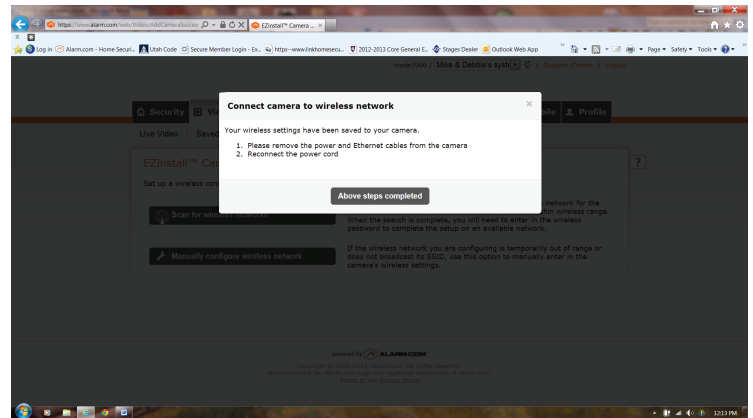 https://www.alarm.com/web/Video/AddCameraSuccess
EZinstall™ Camera ...
Log in
Alarm.com - Home Securi...
Utah Code
Secure Member Login - Ex...
https--www.linkhomesecu...
2012-2013 Core General E...
Stages Dealer
Outlook Web App
Page
Safety
Tools
Mike & Debbie's syste
Support Center | Logout
Connect camera to wireless network
Security
Profile
Live Video
Saved
Your wireless settings have been saved to your camera.
1. Please remove the power and Ethernet cables from the camera
2. Reconnect the power cord
EZinstall™
?
Set up a wireless
Above steps completed
network for the
Scan for wireless networks
wireless range.
When the search is complete, you will need to enter in the wireless
password to complete the setup on an available network.
Manually configure wireless network
If the wireless network you are configuring is temporarily out of range or
does not broadcast its SSID, use this option to manually enter in the
camera's wireless settings.
powered by ALARM.COM
12:13 PM